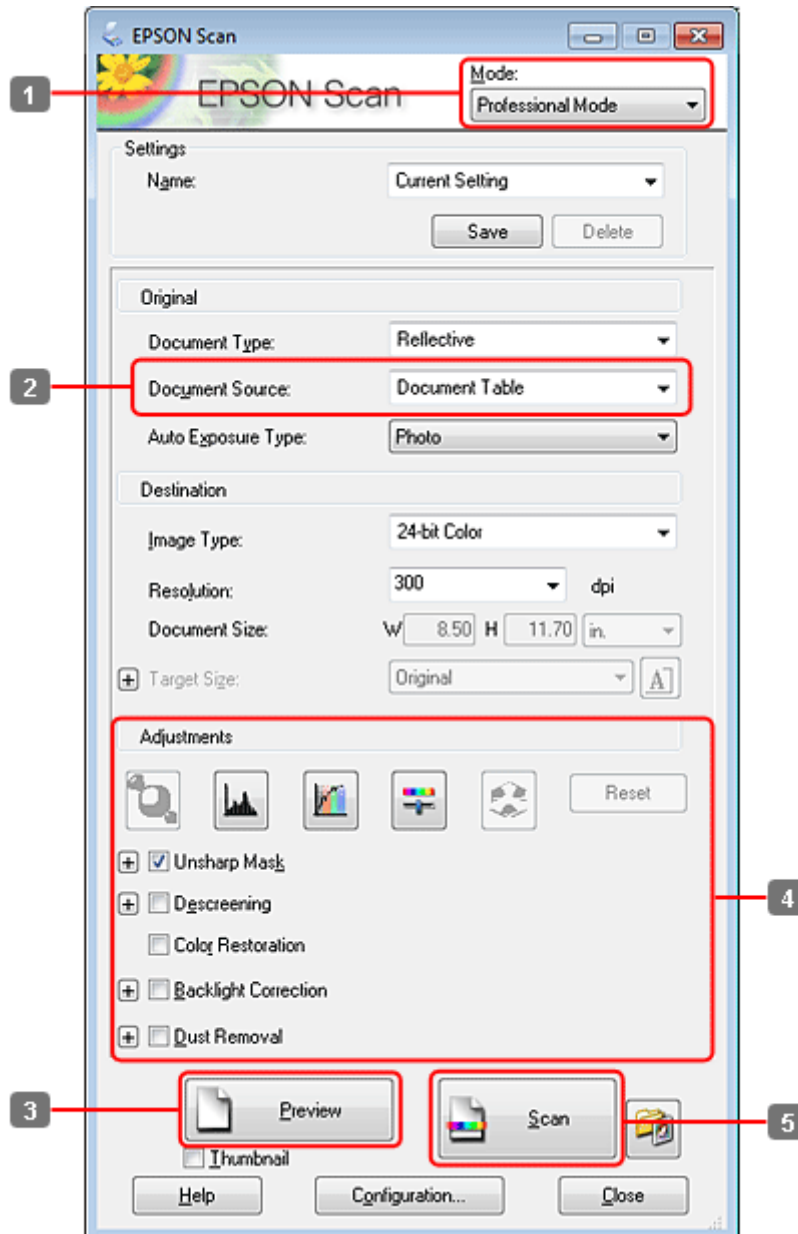 EPSON Scan
1
EPSON Scan
Mode:
Professional Mode
Settings
Name:
Current Setting
Save
Delete
Original
Document Type:
Reflective
2
Document Source:
Document Table
Auto Exposure Type:
Photo
Destination
Image Type:
24-bit Color
Resolution:
300
dpi
Document Size:
W 8.50 H 11.70 in.
Target Size:
Original
A
Adjustments
Reset
Unsharp Mask
4
Descreening
Color Restoration
Backlight Correction
Dust Removal
3
Preview
Scan
5
Thumbnail
Help
Configuration...
Close